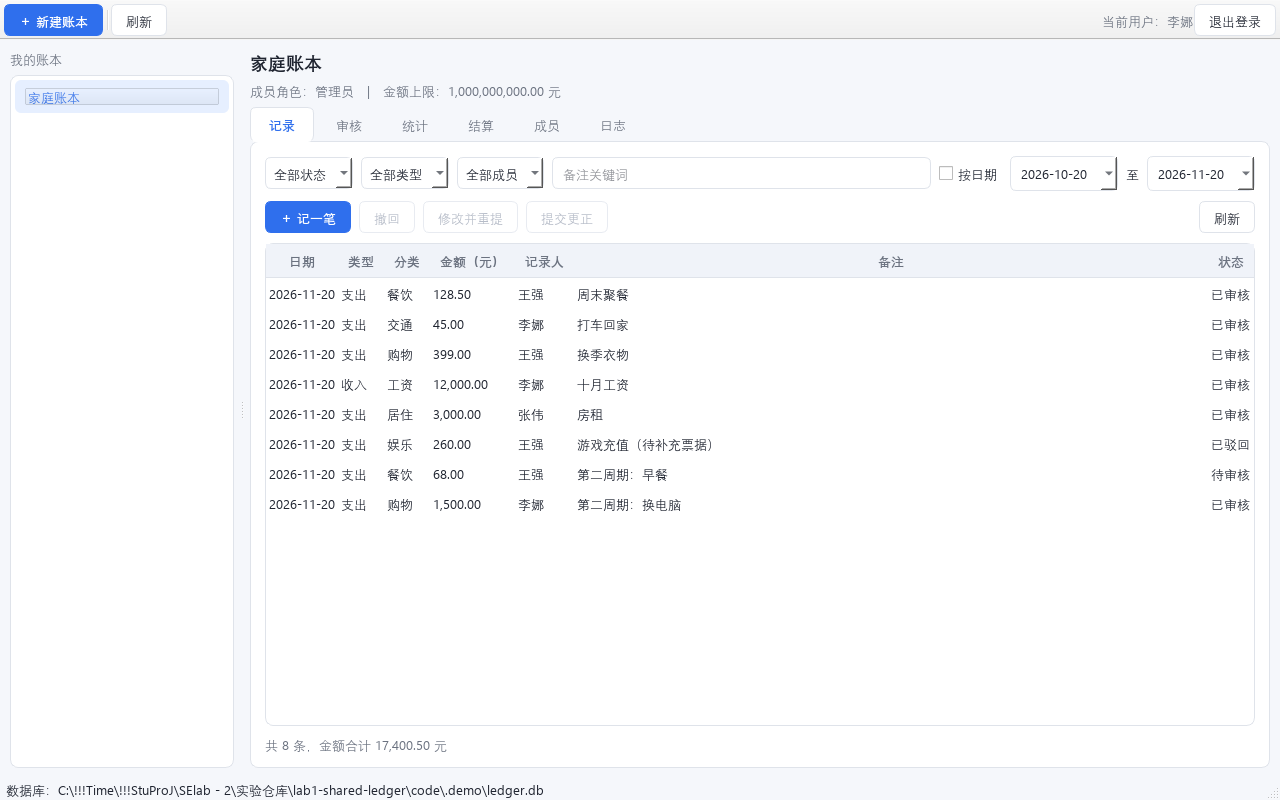 + 新建账本 刷新 当前用户: 李娜 退出登录
我的账本
家庭账本
家庭账本
成员角色: 管理员 | 金额上限: 1,000,000,000.00 元
记录 审核 统计 结算 成员 日志
全部状态 全部类型 全部成员 备注关键词 按日期 2026-10-20 至 2026-11-20
+ 记一笔 撤回 修改并重提 提交更正 刷新
日期 类型 分类 金额（元） 记录人 备注 状态
2026-11-20 支出 餐饮 128.50 王强 周末聚餐 已审核
2026-11-20 支出 交通 45.00 李娜 打车回家 已审核
2026-11-20 支出 购物 399.00 王强 换季衣物 已审核
2026-11-20 收入 工资 12,000.00 李娜 十月工资 已审核
2026-11-20 支出 居住 3,000.00 张伟 房租 已审核
2026-11-20 支出 娱乐 260.00 王强 游戏充值（待补充票据） 已驳回
2026-11-20 支出 餐饮 68.00 王强 第二周期: 早餐 待审核
2026-11-20 支出 购物 1,500.00 李娜 第二周期: 换电脑 已审核
共 8 条, 金额合计 17,400.50 元
数据库: C:\!!!Time\!!!StuProJ\SElab - 2\实验仓库\lab1-shared-ledger\code\.demo\ledger.db